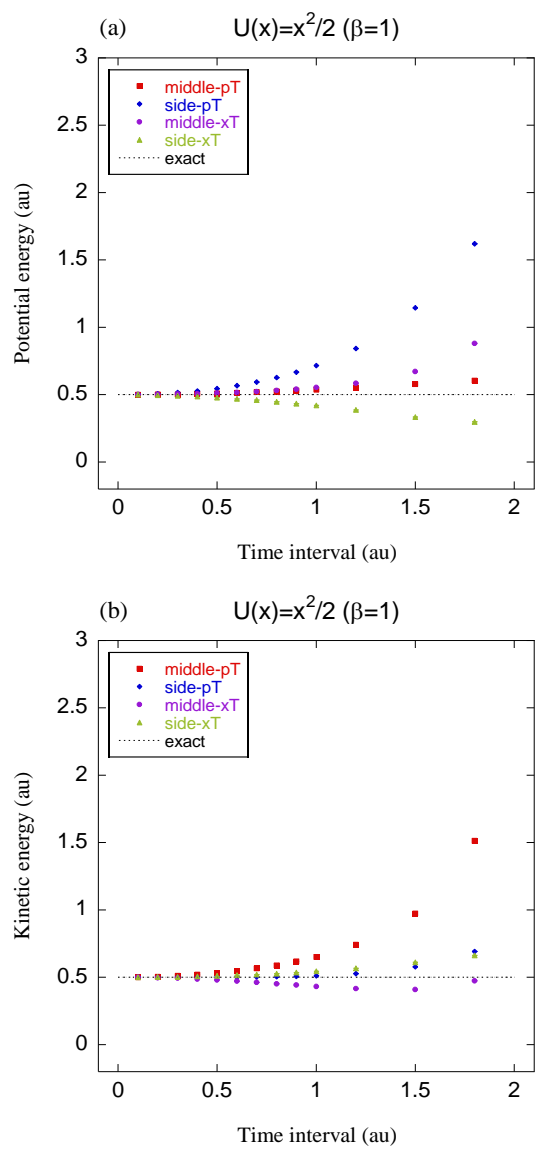 (a) U(x)=x²/2 (β=1)
middle-pT
side-pT
middle-xT
side-xT
exact
3
2.5
2
1.5
1
0.5
0
Potential energy (au)
0 0.5 1 1.5 2
Time interval (au)
(b) U(x)=x²/2 (β=1)
middle-pT
side-pT
middle-xT
side-xT
exact
3
2.5
2
1.5
1
0.5
0
Kinetic energy (au)
0 0.5 1 1.5 2
Time interval (au)